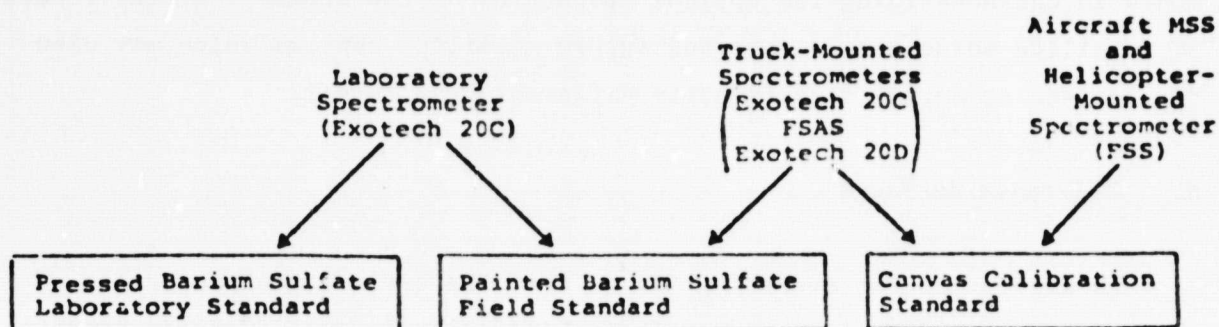 Laboratory
Spectrometer
(Exotech 20C)
Truck-Mounted
Spectrometers
(Exotech 20C
FSAS
Exotech 20D)
Aircraft MSS
and
Helicopter-
Mounted
Spectrometer
(FSS)
Pressed Barium Sulfate
Laboratory Standard
Painted Barium Sulfate
Field Standard
Canvas Calibration
Standard